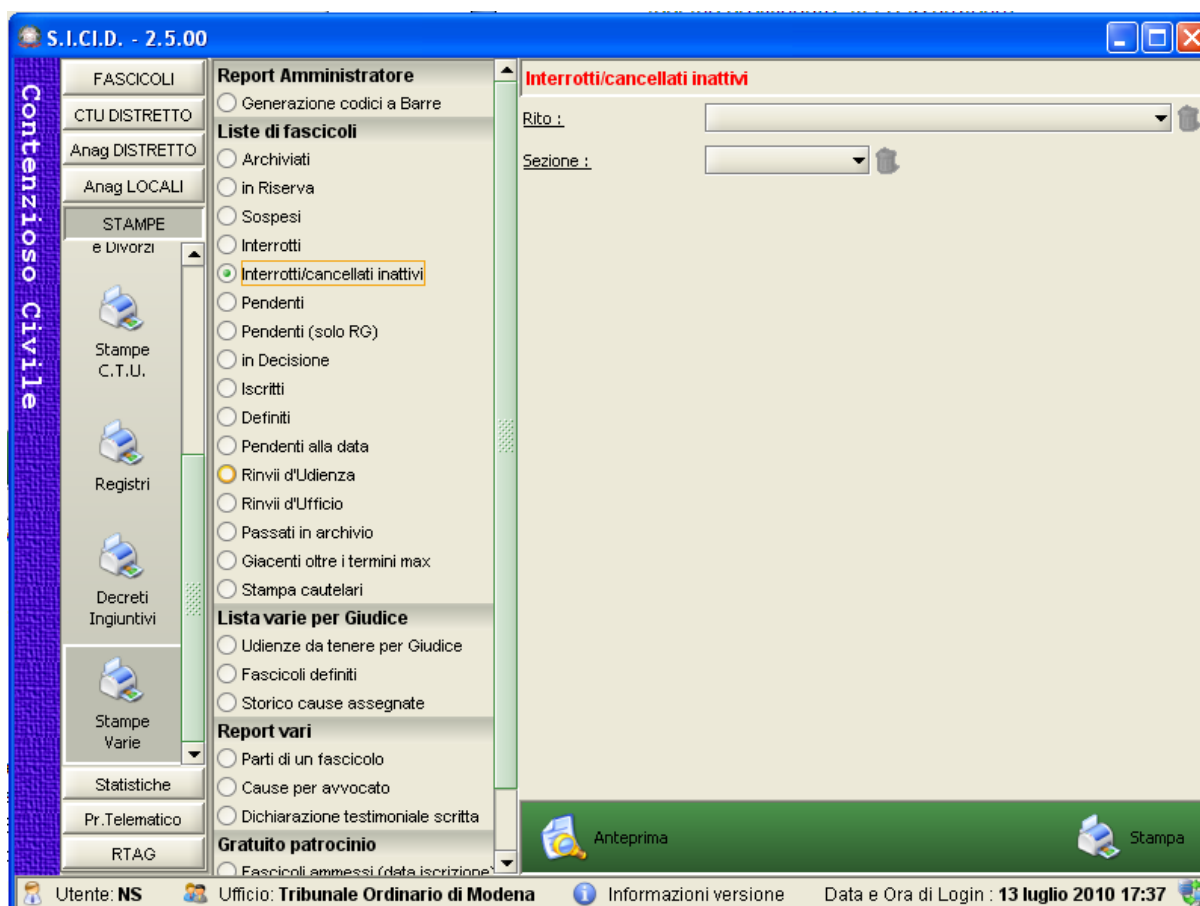 S.I.CI.D. - 2.5.00
Contenzioso Civile
FASCICOLI
CTU DISTRETTO
Anag DISTRETTO
Anag LOCALI
STAMPE
e Divorzi
Stampe
C.T.U.
Registri
Decreti
Ingiuntivi
Stampe
Varie
Statistiche
Pr.Telematico
RTAG
Report Amministratore
Generazione codici a Barre
Liste di fascicoli
Archiviati
in Riserva
Sospesi
Interrotti
Interrotti/cancellati inattivi
Pendenti
Pendenti (solo RG)
in Decisione
Iscritti
Definiti
Pendenti alla data
Rinvii d'Udienza
Rinvii d'Ufficio
Passati in archivio
Giacenti oltre i termini max
Stampa cautelari
Lista varie per Giudice
Udienze da tenere per Giudice
Fascicoli definiti
Storico cause assegnate
Report vari
Parti di un fascicolo
Cause per avvocato
Dichiarazione testimoniale scritta
Gratuito patrocinio
Fascicoli ammessi (data iscrizione)
Interrotti/cancellati inattivi
Rito :
Sezione :
Anteprima
Stampa
Utente: NS
Ufficio: Tribunale Ordinario di Modena
Informazioni versione
Data e Ora di Login : 13 luglio 2010 17:37